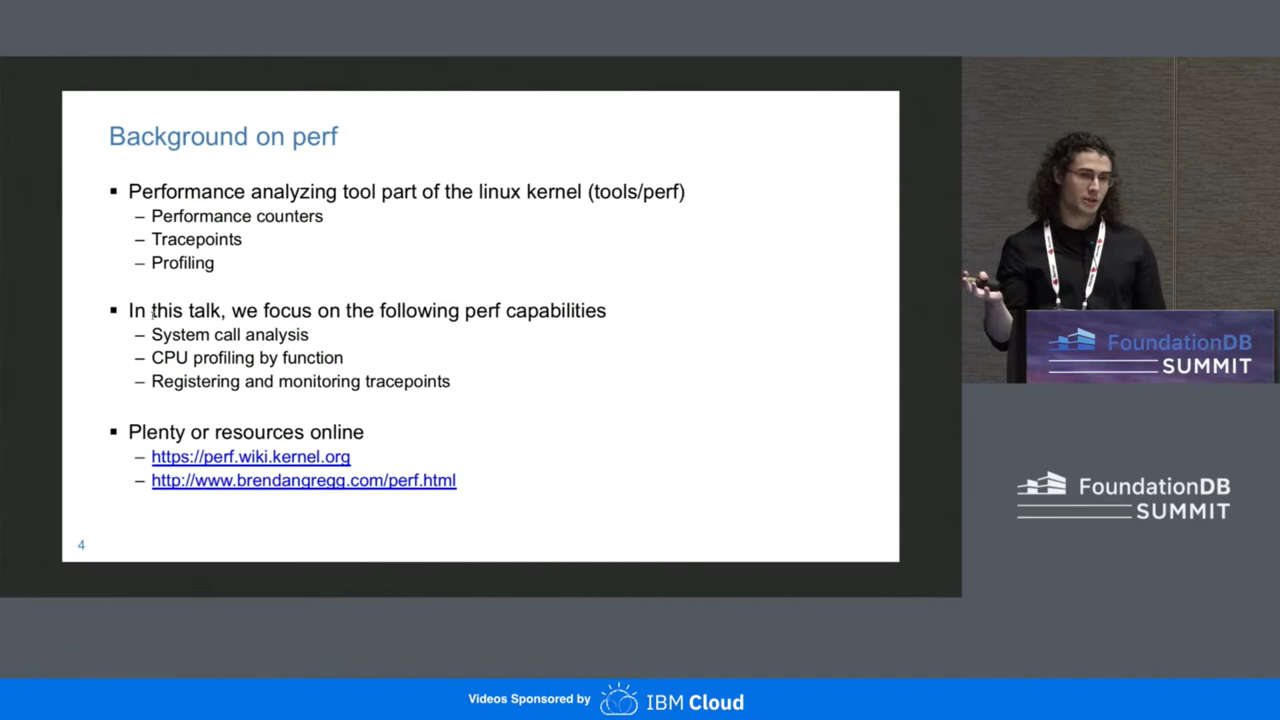 Background on perf
▪ Performance analyzing tool part of the linux kernel (tools/perf)
– Performance counters
– Tracepoints
– Profiling
▪ In this talk, we focus on the following perf capabilities
– System call analysis
– CPU profiling by function
– Registering and monitoring tracepoints
▪ Plenty or resources online
– https://perf.wiki.kernel.org
– http://www.brendangregg.com/perf.html
4
FoundationDB
SUMMIT
FoundationDB
SUMMIT
Videos Sponsored by IBM Cloud